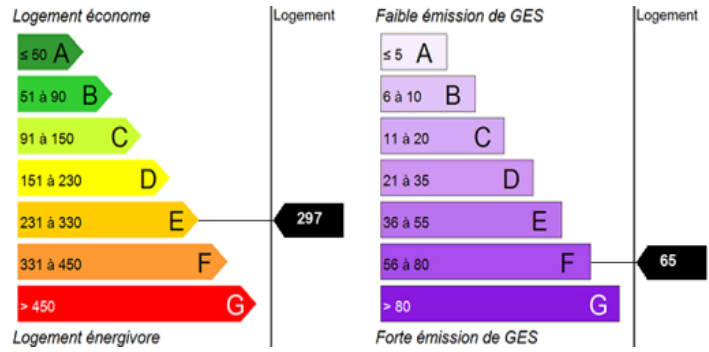 Logement économe
Logement
≤ 50 A
51 à 90 B
91 à 150 C
151 à 230 D
231 à 330 E
297
331 à 450 F
> 450 G
Logement énergivore
Faible émission de GES
Logement
≤ 5 A
6 à 10 B
11 à 20 C
21 à 35 D
36 à 55 E
56 à 80 F
65
> 80 G
Forte émission de GES